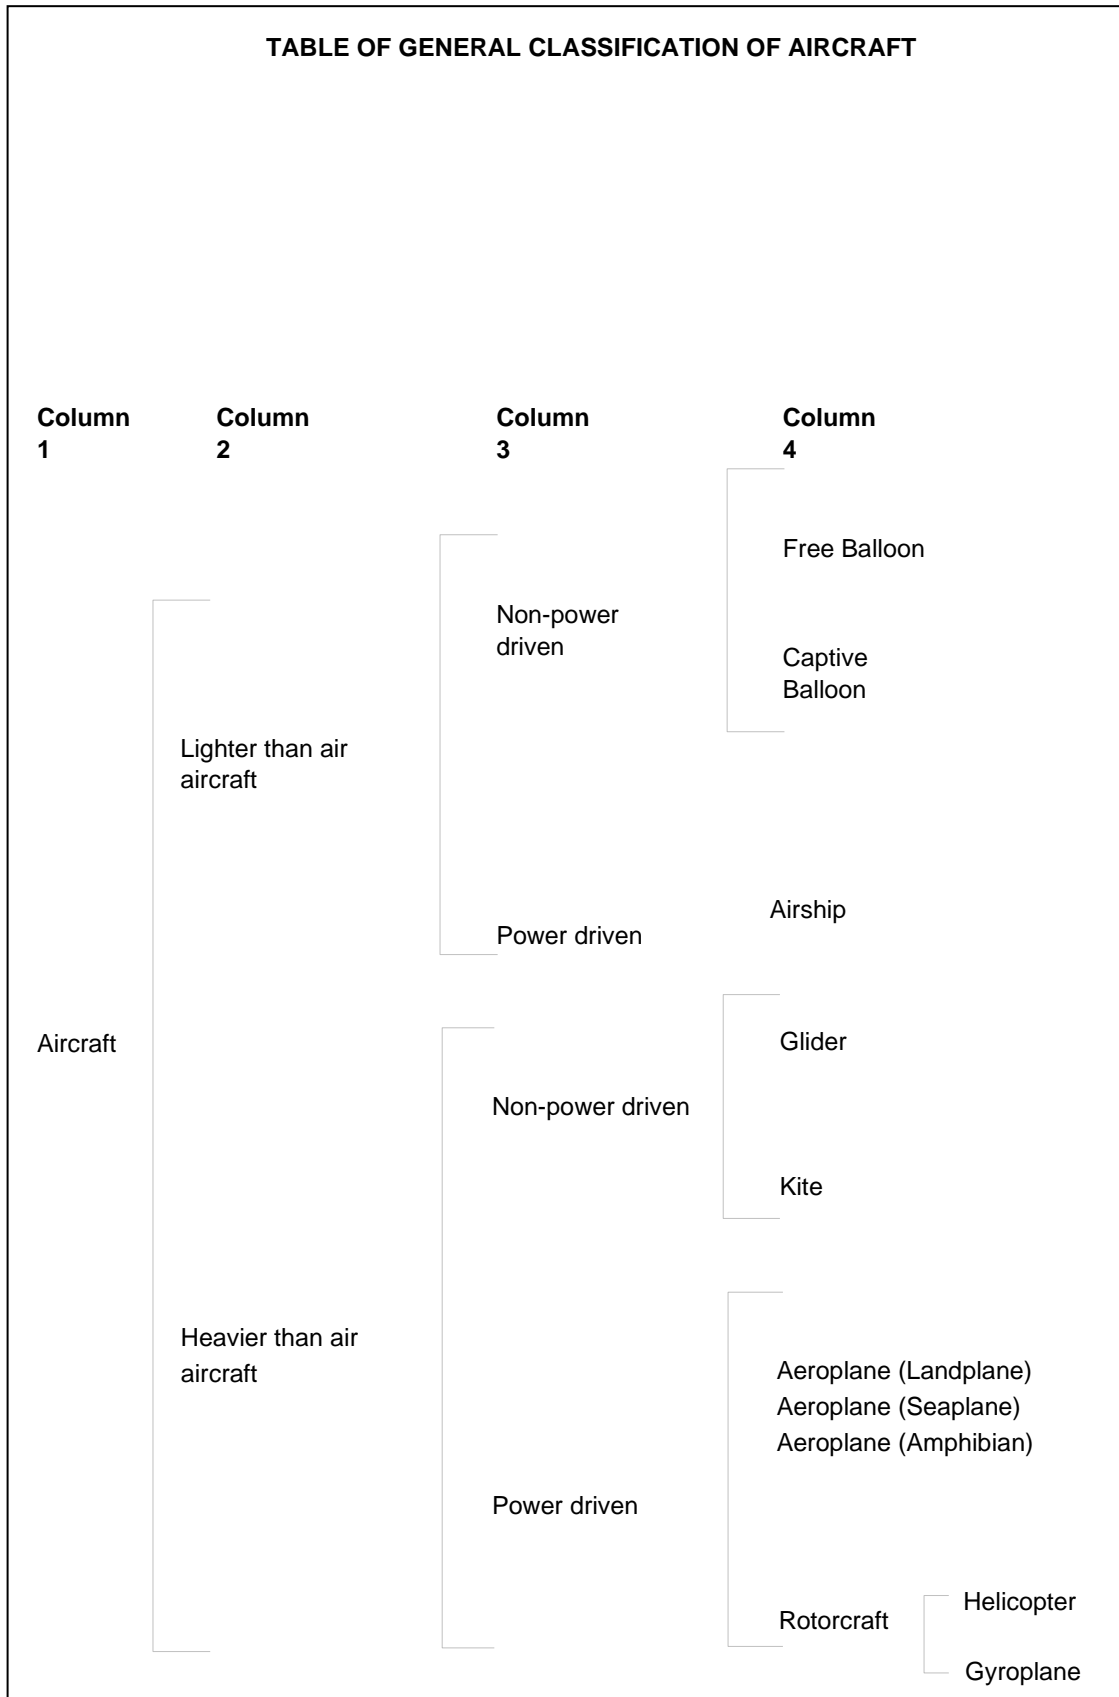 TABLE OF GENERAL CLASSIFICATION OF AIRCRAFT
Column
1
Column
2
Column
3
Column
4
Free Balloon
Non-power
driven
Captive
Balloon
Lighter than air
aircraft
Airship
Power driven
Aircraft
Glider
Non-power driven
Kite
Heavier than air
aircraft
Aeroplane (Landplane)
Aeroplane (Seaplane)
Aeroplane (Amphibian)
Power driven
Helicopter
Rotorcraft
Gyroplane